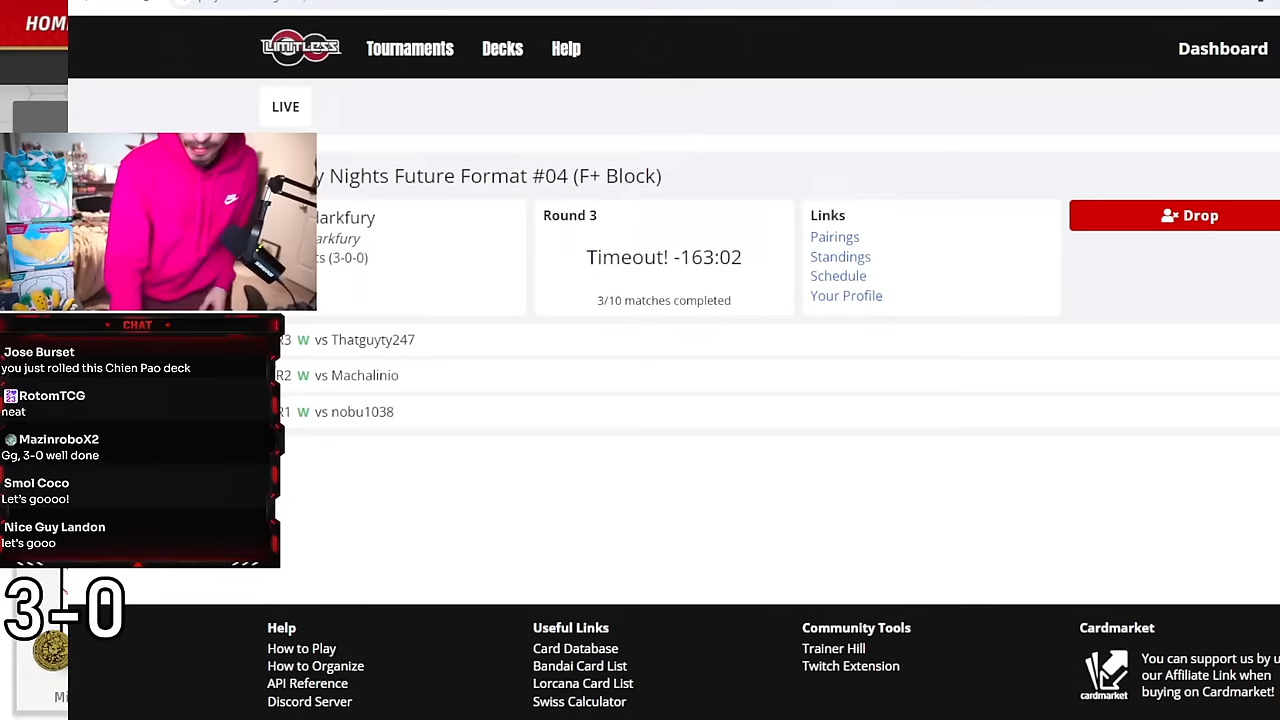 HOM
LIMITLESS
Tournaments
Decks
Help
Dashboard
LIVE
y Nights Future Format #04 (F+ Block)
darkfury
arkfury
ts (3-0-0)
Round 3
Timeout! -163:02
3/10 matches completed
Links
Pairings
Standings
Schedule
Your Profile
Drop
R3 W vs Thatguyty247
R2 W vs Machalinio
R1 W vs nobu1038
CHAT
Jose Burset
you just rolled this Chien Pao deck
RotomTCG
neat
MazinroboX2
Gg, 3-0 well done
Smol Coco
Let's goooo!
Nice Guy Landon
let's gooo
3-0
Mi
Help
How to Play
How to Organize
API Reference
Discord Server
Useful Links
Card Database
Bandai Card List
Lorcana Card List
Swiss Calculator
Community Tools
Trainer Hill
Twitch Extension
Cardmarket
cardmarket
You can support us by u
our Affiliate Link when
buying on Cardmarket!